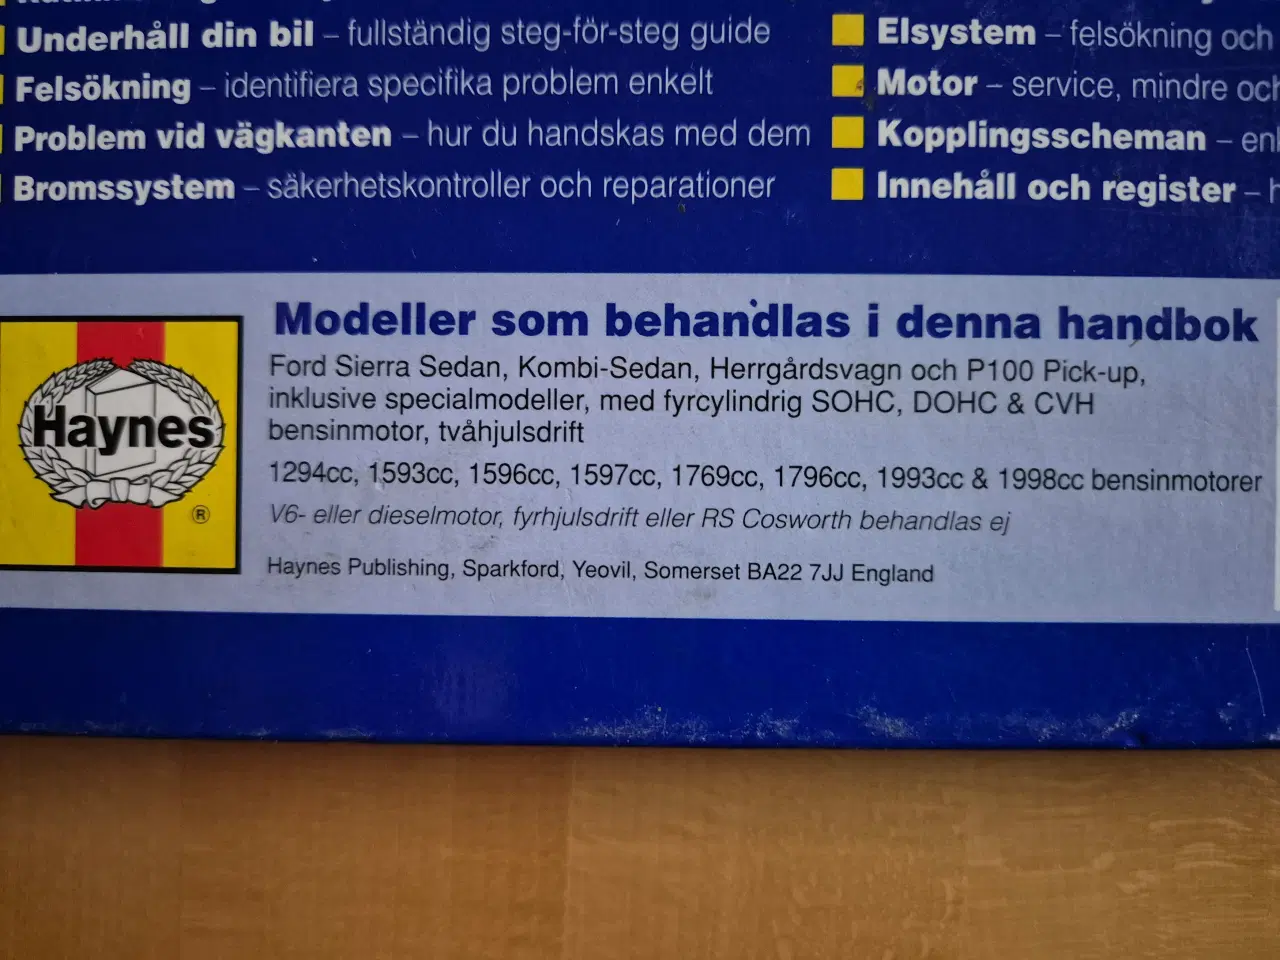 Underhåll din bil – fullständig steg-för-steg guide
Felsökning – identifiera specifika problem enkelt
Problem vid vägkanten – hur du handskas med dem
Bromssystem – säkerhetskontroller och reparationer
Elsystem – felsökning och
Motor – service, mindre och
Kopplingsscheman –
Innehåll och register –
Modeller som behandlas i denna handbok
Ford Sierra Sedan, Kombi-Sedan, Herrgårdsvagn och P100 Pick-up,
inklusive specialmodeller, med fyrcylindrig SOHC, DOHC & CVH
bensinmotor, tvåhjulsdrift
1294cc, 1593cc, 1596cc, 1597cc, 1769cc, 1796cc, 1993cc & 1998cc bensinmotorer
V6- eller dieselmotor, fyrhjulsdrift eller RS Cosworth behandlas ej
Haynes Publishing, Sparkford, Yeovil, Somerset BA22 7JJ England
Haynes
®